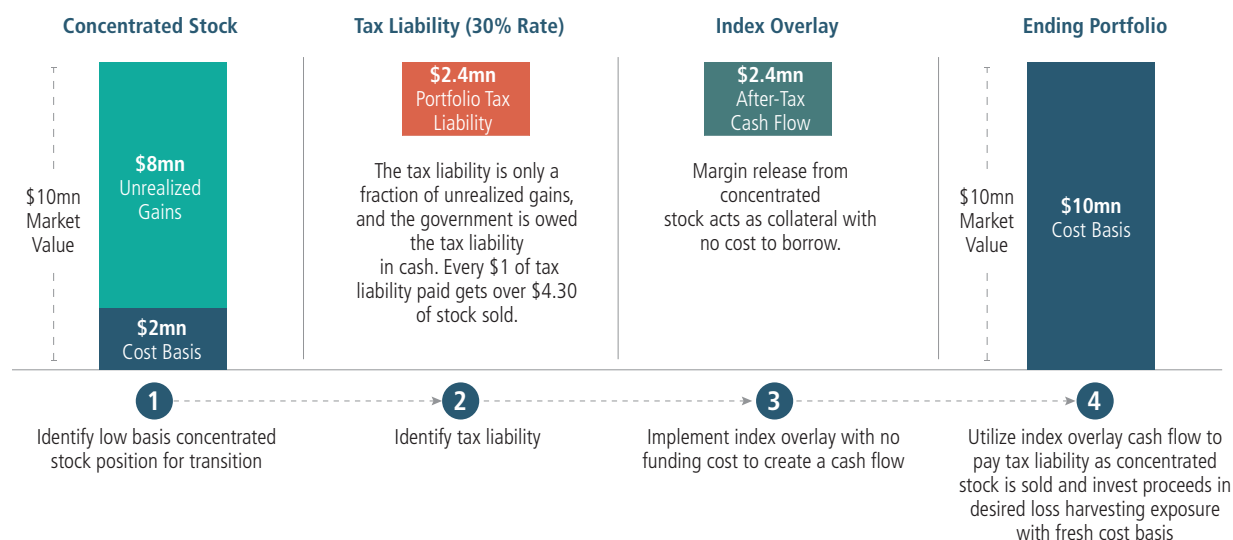 Concentrated Stock
$10mn
Market
Value
$8mn
Unrealized
Gains
$2mn
Cost Basis
Tax Liability (30% Rate)
$2.4mn
Portfolio Tax
Liability
The tax liability is only a
fraction of unrealized gains,
and the government is owed
the tax liability
in cash. Every $1 of tax
liability paid gets over $4.30
of stock sold.
Index Overlay
$2.4mn
After-Tax
Cash Flow
Margin release from
concentrated
stock acts as collateral with
no cost to borrow.
Ending Portfolio
$10mn
Market
Value
$10mn
Cost Basis
1
Identify low basis concentrated
stock position for transition
2
Identify tax liability
3
Implement index overlay with no
funding cost to create a cash flow
4
Utilize index overlay cash flow to
pay tax liability as concentrated
stock is sold and invest proceeds in
desired loss harvesting exposure
with fresh cost basis